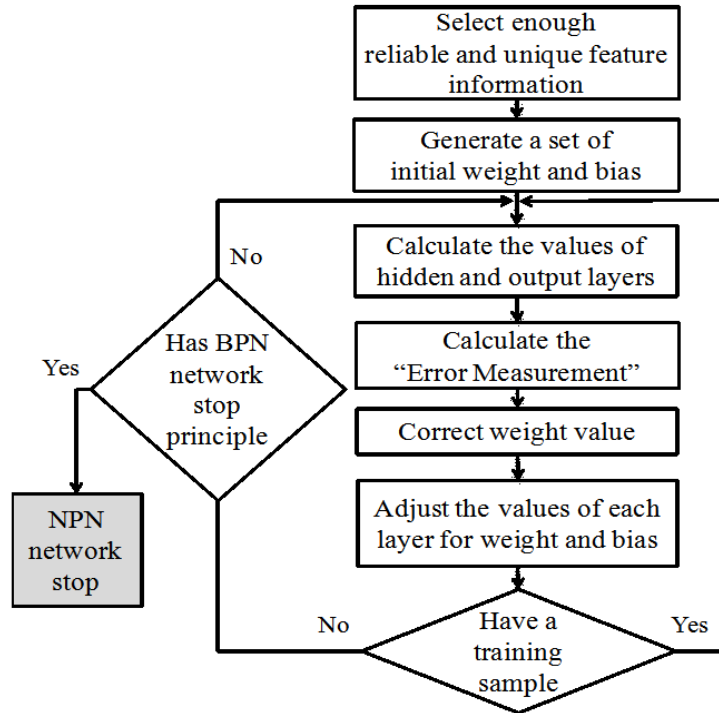 Select enough
reliable and unique feature
information
Generate a set of
initial weight and bias
No
Calculate the values of
hidden and output layers
Yes
Has BPN
network
stop
principle
Calculate the
“Error Measurement”
Correct weight value
NPN
network
stop
Adjust the values of each
layer for weight and bias
No
Have a
training
sample
Yes